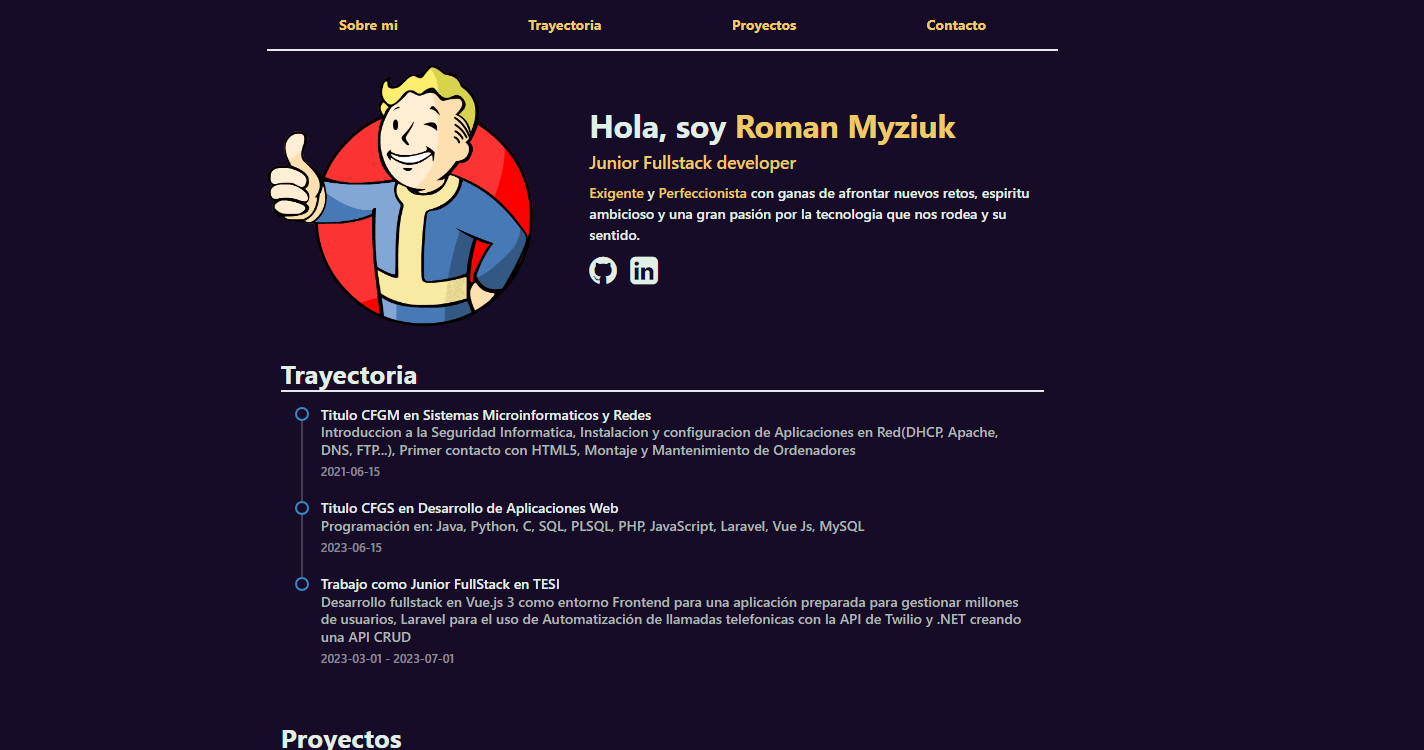 Sobre mi
Trayectoria
Proyectos
Contacto
Hola, soy Roman Myziuk
Junior Fullstack developer
Exigente y Perfeccionista con ganas de afrontar nuevos retos, espiritu
ambicioso y una gran pasión por la tecnologia que nos rodea y su
sentido.
in
Trayectoria
Titulo CFGM en Sistemas Microinformaticos y Redes
Introduccion a la Seguridad Informatica, Instalacion y configuracion de Aplicaciones en Red(DHCP, Apache,
DNS, FTP...), Primer contacto con HTML5, Montaje y Mantenimiento de Ordenadores
2021-06-15
Titulo CFGS en Desarrollo de Aplicaciones Web
Programación en: Java, Python, C, SQL, PLSQL, PHP, JavaScript, Laravel, Vue Js, MySQL
2023-06-15
Trabajo como Junior FullStack en TESI
Desarrollo fullstack en Vue.js 3 como entorno Frontend para una aplicación preparada para gestionar millones
de usuarios, Laravel para el uso de Automatización de llamadas telefonicas con la API de Twilio y .NET creando
una API CRUD
2023-03-01 - 2023-07-01
Proyectos